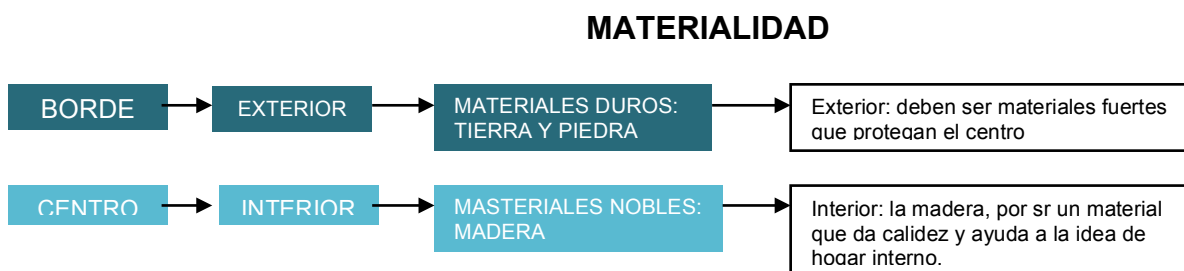 MATERIALIDAD
BORDE
EXTERIOR
MATERIALES DUROS:
TIERRA Y PIEDRA
Exterior: deben ser materiales fuertes
que protegan el centro
CENTRO
INTERIOR
MASTERIALES NOBLES:
MADERA
Interior: la madera, por sr un material
que da calidez y ayuda a la idea de
hogar interno.